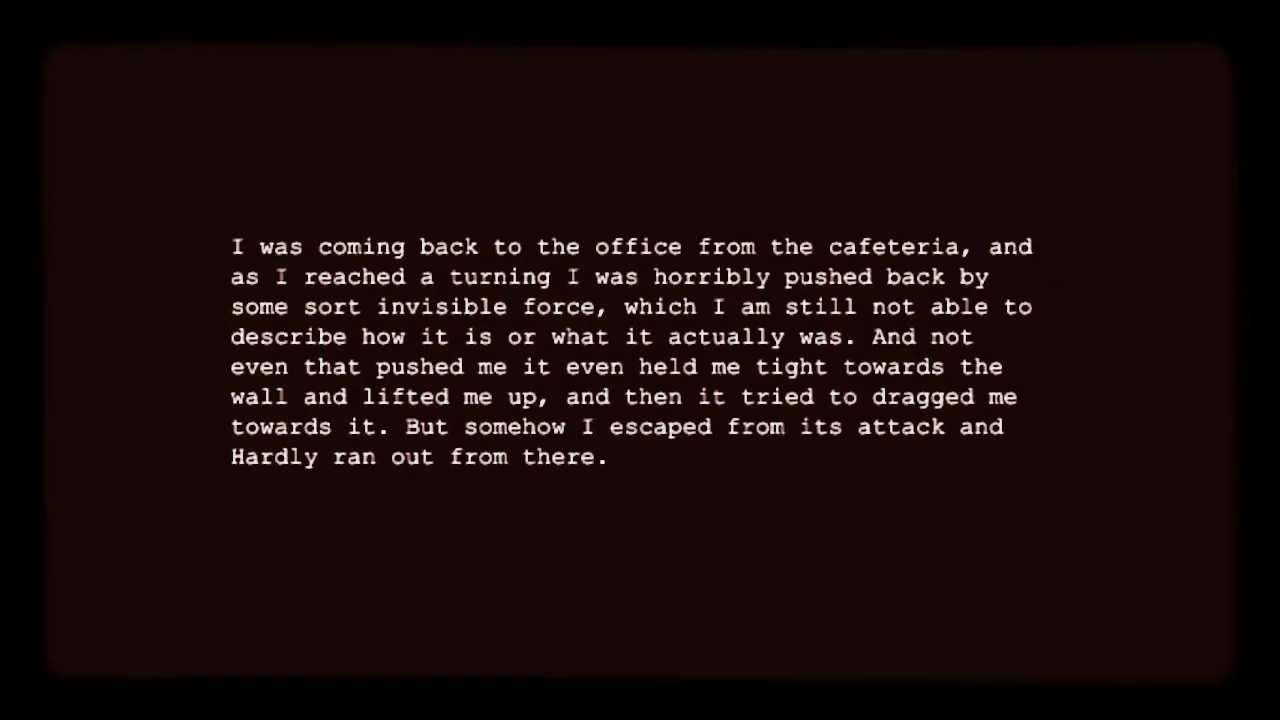 I was coming back to the office from the cafeteria, and
as I reached a turning I was horribly pushed back by
some sort invisible force, which I am still not able to
describe how it is or what it actually was. And not
even that pushed me it even held me tight towards the
wall and lifted me up, and then it tried to dragged me
towards it. But somehow I escaped from its attack and
Hardly ran out from there.